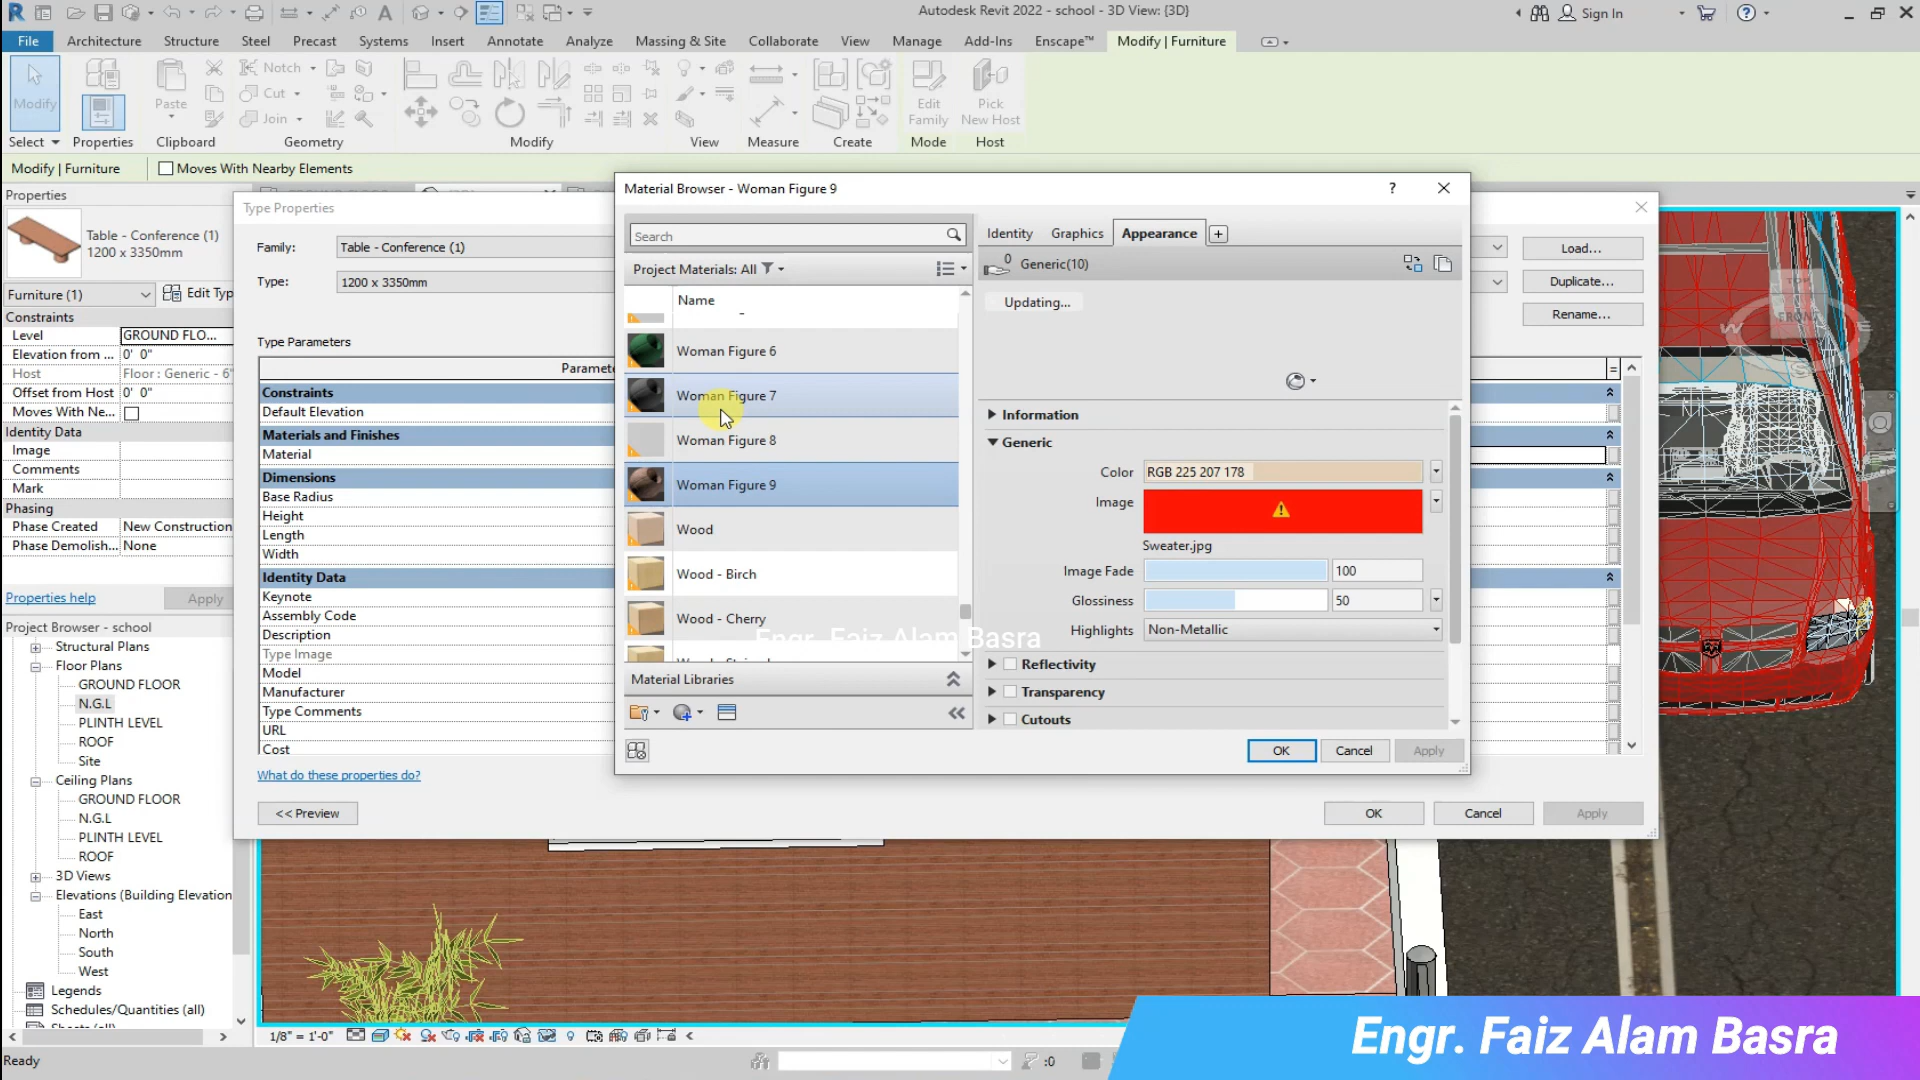 Autodesk Revit 2022 - school - 3D View: {3D}
Sign In
File Architecture Structure Steel Precast Systems Insert Annotate Analyze Massing & Site Collaborate View Manage Add-Ins Enscape™ Modify | Furniture
Modify
Paste
Notch
Cut
Join
Edit Family
Pick New Host
Select Properties Clipboard Geometry Modify View Measure Create Mode Host
Modify | Furniture
Moves With Nearby Elements
Properties
Table - Conference (1)
1200 x 3350mm
Furniture (1)
Edit Typ
Constraints
Level GROUND FLO...
Elevation from ... 0' 0"
Host Floor : Generic - 6"
Offset from Host 0' 0"
Moves With Ne...
Identity Data
Image
Comments
Mark
Phasing
Phase Created New Construction
Phase Demolish... None
Properties help
Apply
Project Browser - school
Structural Plans
Floor Plans
GROUND FLOOR
N.G.L
PLINTH LEVEL
ROOF
Site
Ceiling Plans
GROUND FLOOR
N.G.L
PLINTH LEVEL
ROOF
3D Views
Elevations (Building Elevation
East
North
South
West
Legends
Schedules/Quantities (all)
Ready
Type Properties
Family: Table - Conference (1)
Type: 1200 x 3350mm
Load...
Duplicate...
Rename...
Type Parameters
Paramete
=
Constraints
Default Elevation
Materials and Finishes
Material
Dimensions
Base Radius
Height
Length
Width
Identity Data
Keynote
Assembly Code
Description
Type Image
Model
Manufacturer
Type Comments
URL
Cost
What do these properties do?
<< Preview
OK
Cancel
Apply
Material Browser - Woman Figure 9
?
Search
Project Materials: All
Name
Woman Figure 6
Woman Figure 7
Woman Figure 8
Woman Figure 9
Wood
Wood - Birch
Wood - Cherry
Material Libraries
Identity Graphics Appearance +
0
Generic(10)
Updating...
Information
Generic
Color RGB 225 207 178
Image
Sweater.jpg
Image Fade 100
Glossiness 50
Highlights Non-Metallic
Reflectivity
Transparency
Cutouts
OK
Cancel
Apply
Engr. Faiz Alam Basra
TOP
FRONT
W
E
S
1/8" = 1'-0"
:0
Engr. Faiz Alam Basra